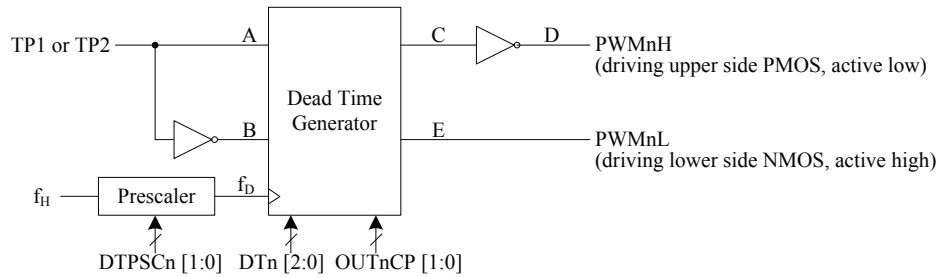 TP1 or TP2
A
C
D
PWMnH
(driving upper side PMOS, active low)
Dead Time
Generator
B
E
PWMnL
(driving lower side NMOS, active high)
fH
Prescaler
fD
DTPSCn [1:0]
DTn [2:0]
OUTnCP [1:0]